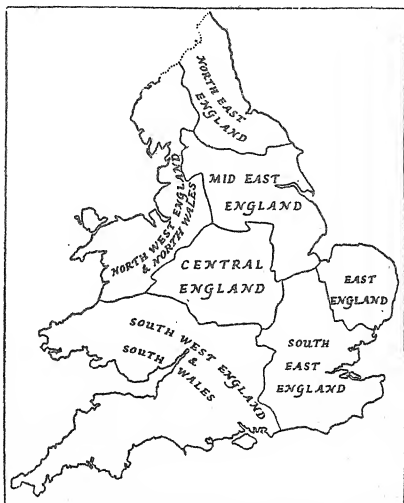 NORTH EAST
ENGLAND
MID EAST
ENGLAND
NORTH WEST ENGLAND
& NORTH WALES
CENTRAL
ENGLAND
EAST
ENGLAND
SOUTH WEST ENGLAND
&
SOUTH WALES
SOUTH
EAST
ENGLAND